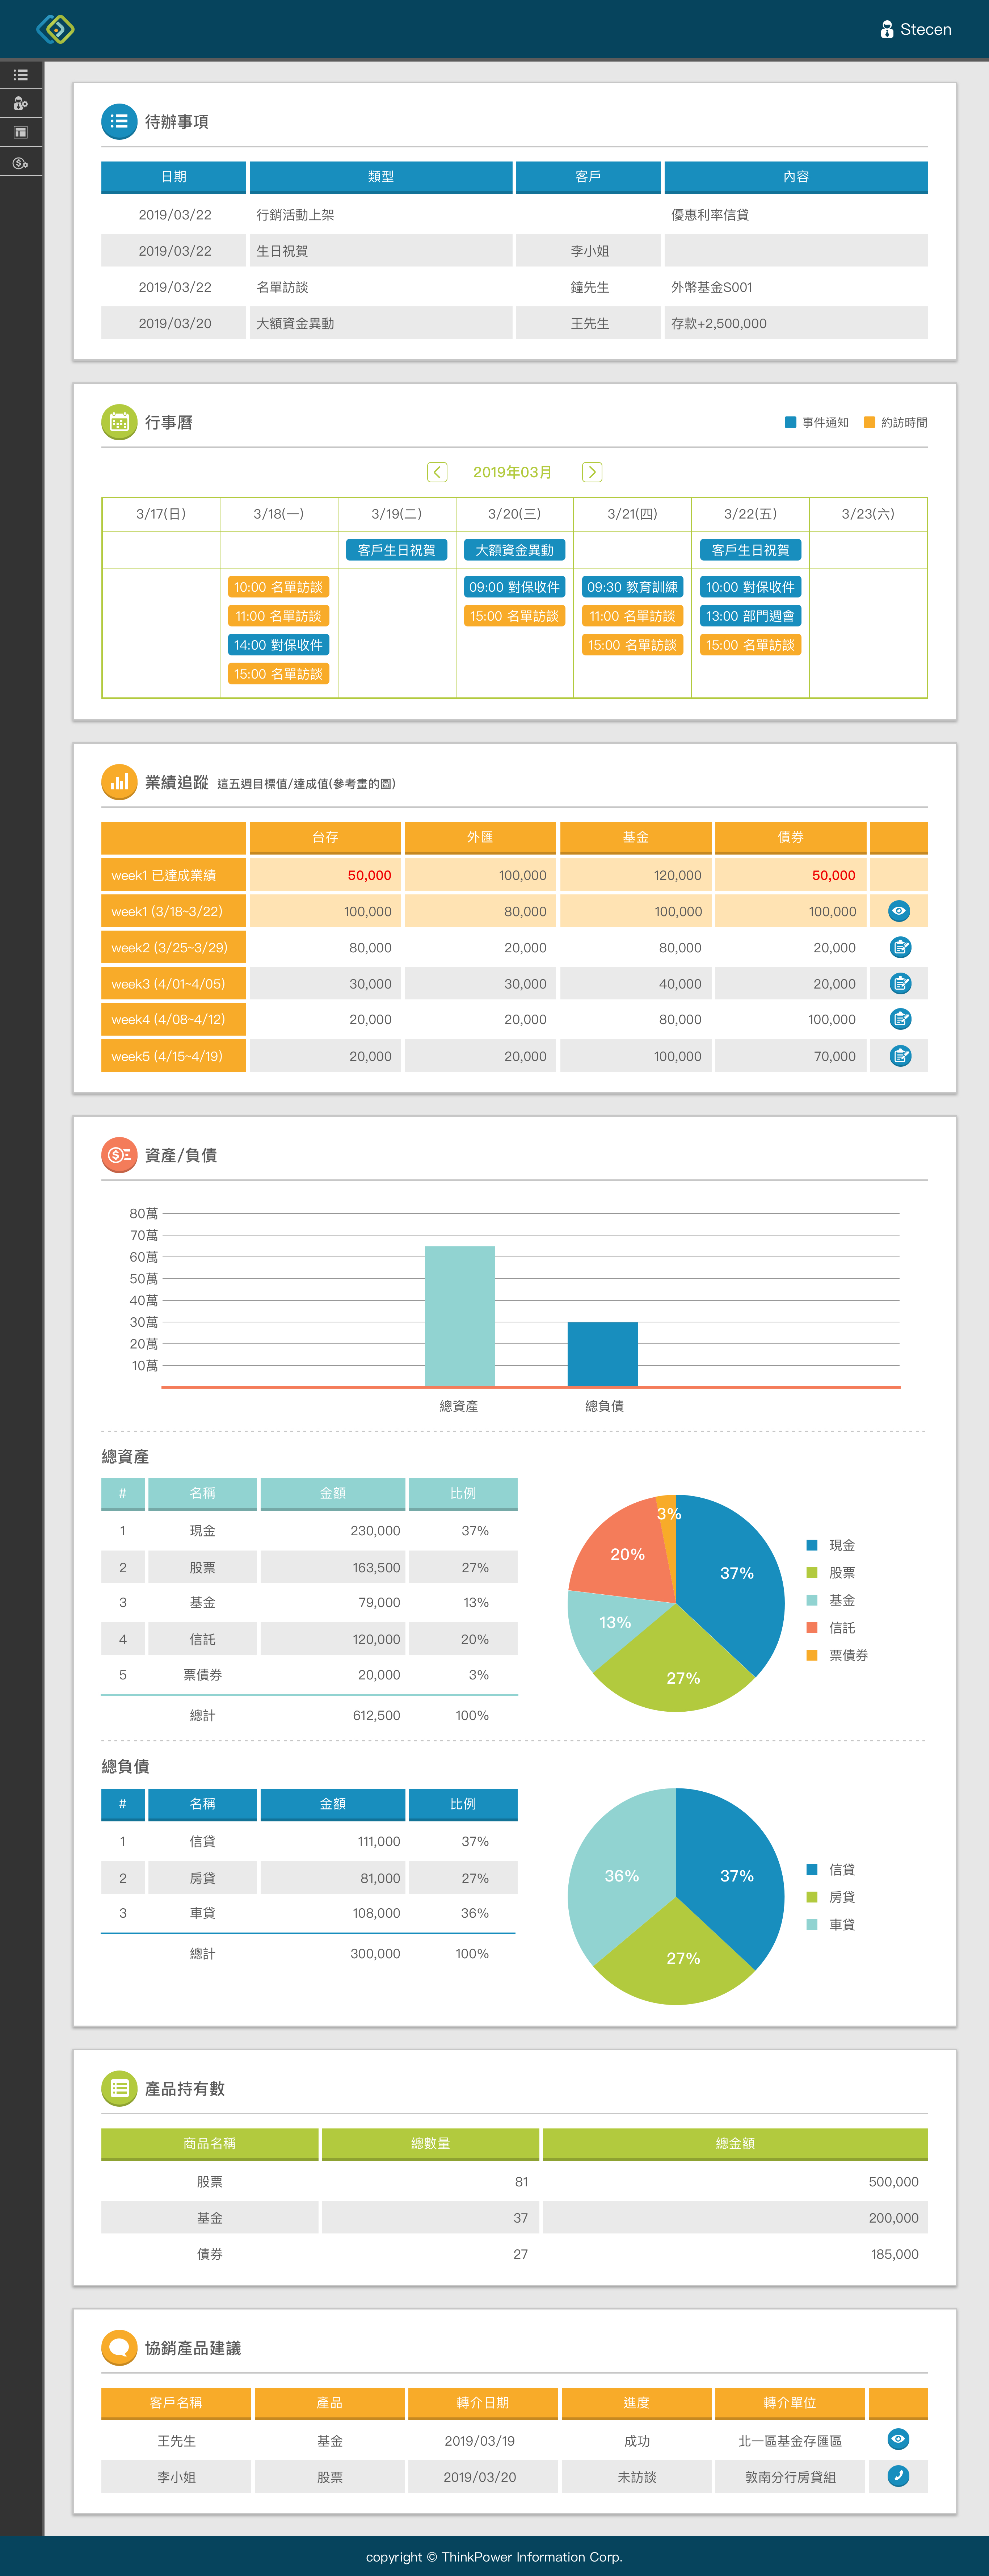 Stecen
待辦事項
日期 類型 客戶 內容
2019/03/22 行銷活動上架 優惠利率信貸
2019/03/22 生日祝賀 李小姐
2019/03/22 名單訪談 鐘先生 外幣基金S001
2019/03/20 大額資金異動 王先生 存款+2,500,000
行事曆 事件通知 約訪時間
2019年03月
3/17(日) 3/18(一) 3/19(二) 3/20(三) 3/21(四) 3/22(五) 3/23(六)
客戶生日祝賀 大額資金異動 客戶生日祝賀
10:00 名單訪談 09:00 對保收件 09:30 教育訓練 10:00 對保收件
11:00 名單訪談 15:00 名單訪談 11:00 名單訪談 13:00 部門週會
14:00 對保收件 15:00 名單訪談 15:00 名單訪談
15:00 名單訪談
業績追蹤 這五週目標值/達成值(參考畫的圖)
台存 外匯 基金 債券
week1 已達成業績 50,000 100,000 120,000 50,000
week1 (3/18~3/22) 100,000 80,000 100,000 100,000
week2 (3/25~3/29) 80,000 20,000 80,000 20,000
week3 (4/01~4/05) 30,000 30,000 40,000 20,000
week4 (4/08~4/12) 20,000 20,000 80,000 100,000
week5 (4/15~4/19) 20,000 20,000 100,000 70,000
資產/負債
80萬
70萬
60萬
50萬
40萬
30萬
20萬
10萬
總資產 總負債
總資產
# 名稱 金額 比例
1 現金 230,000 37%
2 股票 163,500 27%
3 基金 79,000 13%
4 信託 120,000 20%
5 票債券 20,000 3%
總計 612,500 100%
3%
20%
37%
13%
27%
現金
股票
基金
信託
票債券
總負債
# 名稱 金額 比例
1 信貸 111,000 37%
2 房貸 81,000 27%
3 車貸 108,000 36%
總計 300,000 100%
36% 37%
27%
信貸
房貸
車貸
產品持有數
商品名稱 總數量 總金額
股票 81 500,000
基金 37 200,000
債券 27 185,000
協銷產品建議
客戶名稱 產品 轉介日期 進度 轉介單位
王先生 基金 2019/03/19 成功 北一區基金存匯區
李小姐 股票 2019/03/20 未訪談 敦南分行房貸組
copyright © ThinkPower Information Corp.